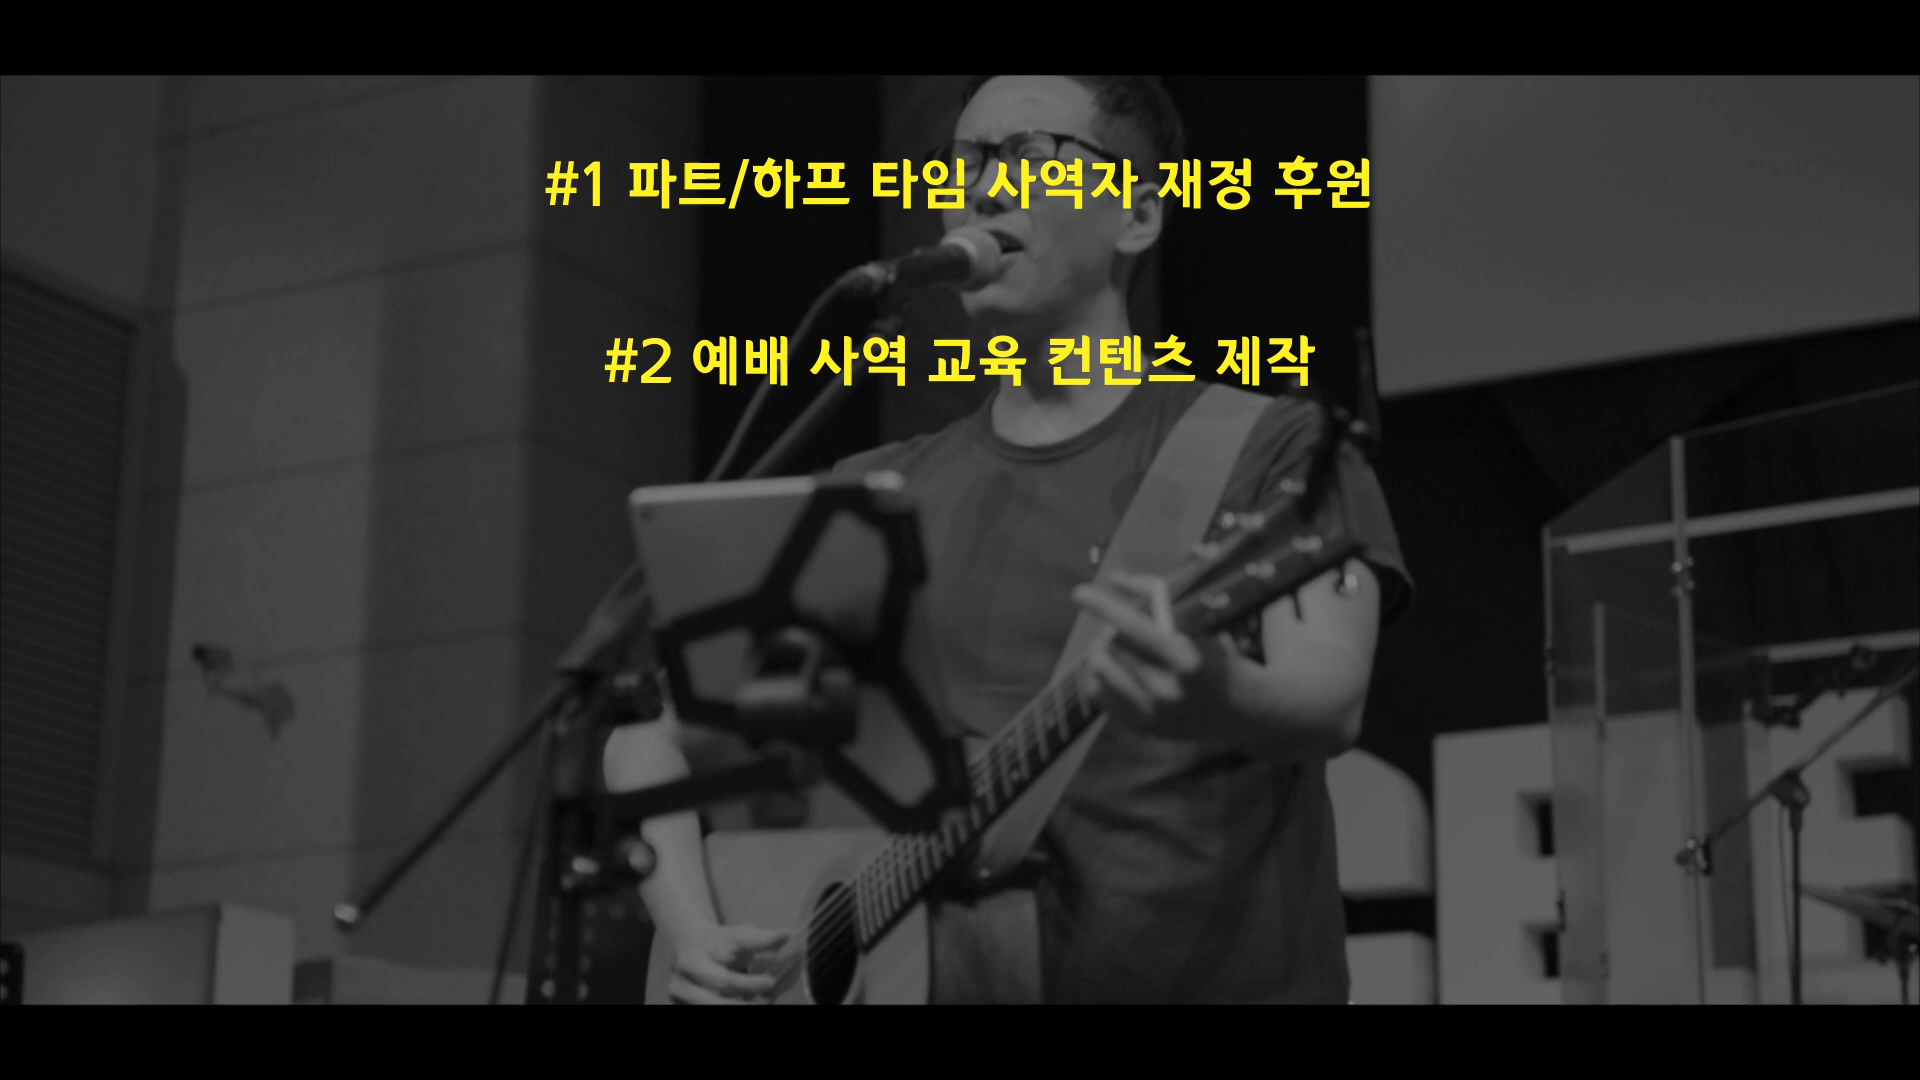 #1 파트/하프 타임 사역자 재정 후원
#2 예배 사역 교육 컨텐츠 제작